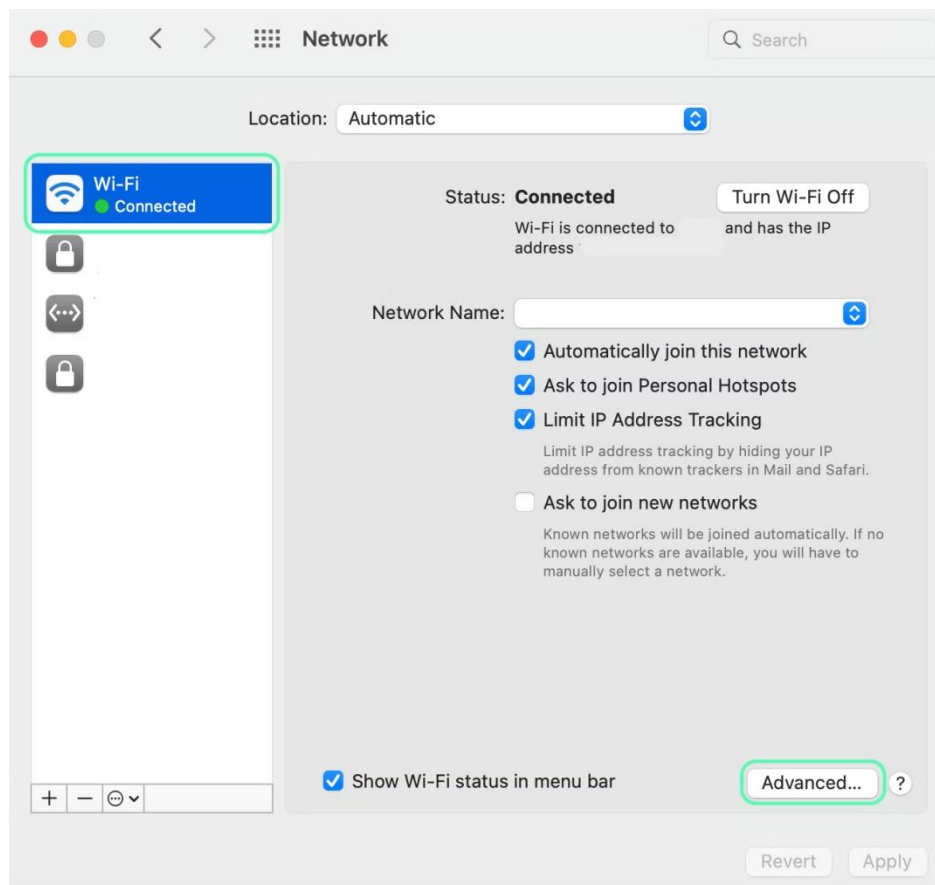 Network
Search
Location: Automatic
Wi-Fi
Connected
Status: Connected
Turn Wi-Fi Off
Wi-Fi is connected to and has the IP
address
Network Name:
Automatically join this network
Ask to join Personal Hotspots
Limit IP Address Tracking
Limit IP address tracking by hiding your IP
address from known trackers in Mail and Safari.
Ask to join new networks
Known networks will be joined automatically. If no
known networks are available, you will have to
manually select a network.
Show Wi-Fi status in menu bar
Advanced...
?
Revert
Apply